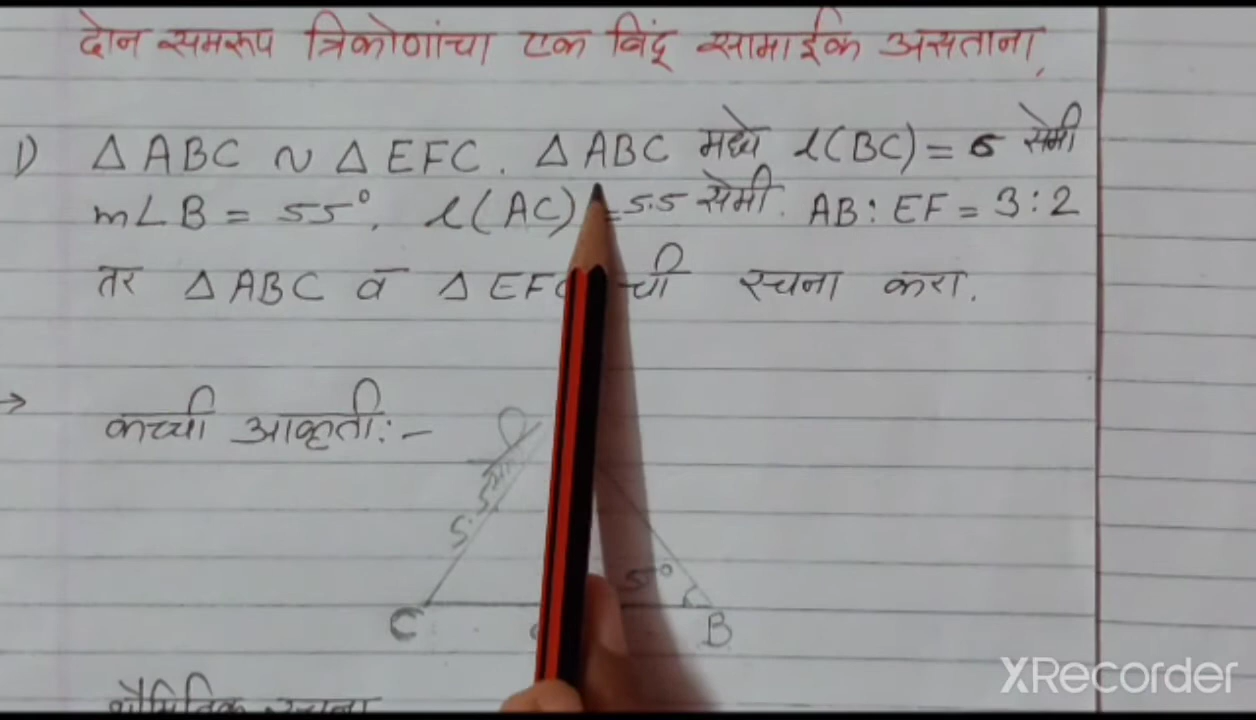 दोन समरूप त्रिकोणांचा एक बिंदू सामाईक असताना,
1) △ ABC ~ △ EFC. △ ABC मध्ये l(BC) = 6 सेमी
m∠B = 55°, l(AC) = 5.5 सेमी. AB : EF = 3 : 2
तर △ ABC व △ EFC ची रचना करा.
→ कच्ची आकृती:-
5.5
5°
C B
XRecorder